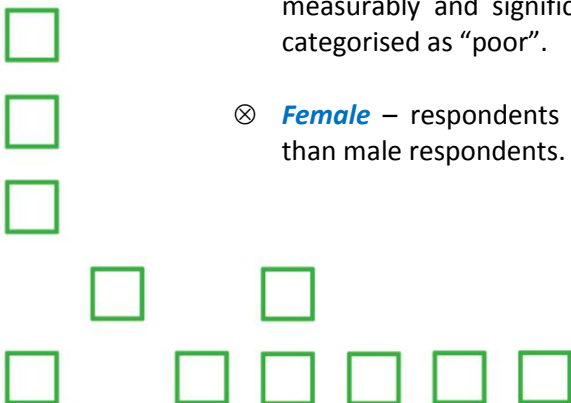 measurably and signific
categorised as “poor”.
⊗ Female – respondents
than male respondents.